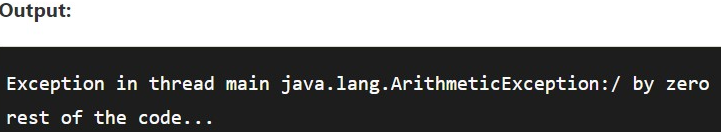 Output:
Exception in thread main java.lang.ArithmeticException:/ by zero
rest of the code...